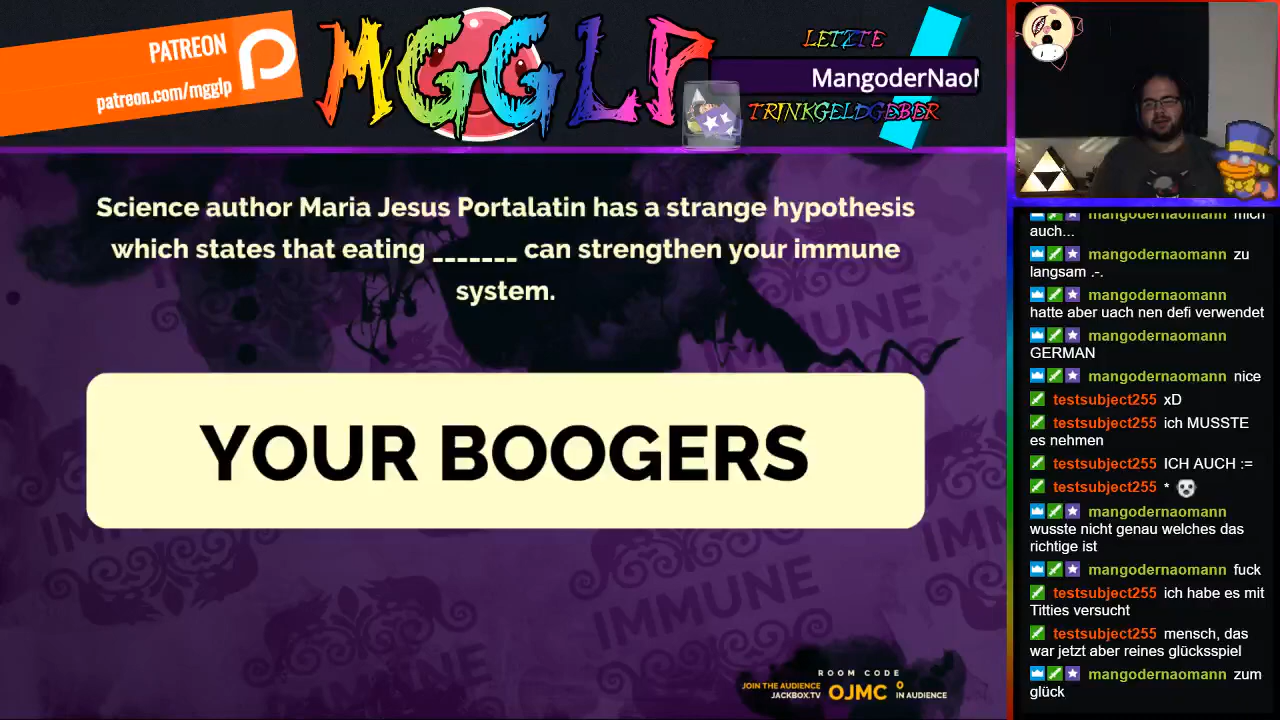 PATREON
patreon.com/mgglp
MGGLP
LETZTE
MangoderNao
TRINKGELDGEBER
Science author Maria Jesus Portalatin has a strange hypothesis
which states that eating _______ can strengthen your immune
system.
YOUR BOOGERS
IMMUNE
IMMUNE
ROOM CODE
JOIN THE AUDIENCE
JACKBOX.TV
OJMC
0
IN AUDIENCE
mangodernaomann mich
auch...
mangodernaomann zu
langsam .-.
mangodernaomann
hatte aber uach nen defi verwendet
mangodernaomann
GERMAN
mangodernaomann nice
testsubject255 xD
testsubject255 ich MUSSTE
es nehmen
testsubject255 ICH AUCH :=
testsubject255 *
mangodernaomann
wusste nicht genau welches das
richtige ist
mangodernaomann fuck
testsubject255 ich habe es mit
Titties versucht
testsubject255 mensch, das
war jetzt aber reines glücksspiel
mangodernaomann zum
glück